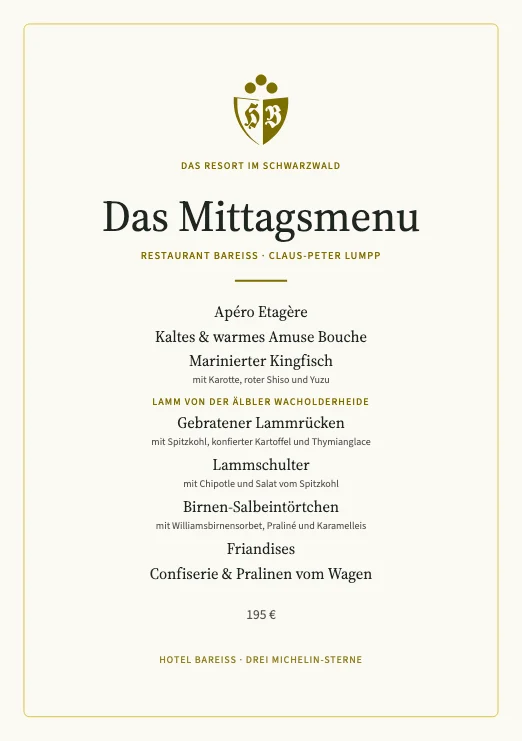 HB
DAS RESORT IM SCHWARZWALD
Das Mittagsmenu
RESTAURANT BAREISS · CLAUS-PETER LUMPP
Apéro Etagère
Kaltes & warmes Amuse Bouche
Marinierter Kingfisch
mit Karotte, roter Shiso und Yuzu
LAMM VON DER ÄLBLER WACHOLDERHEIDE
Gebratener Lammrücken
mit Spitzkohl, konfierter Kartoffel und Thymianglace
Lammschulter
mit Chipotle und Salat vom Spitzkohl
Birnen-Salbeintörtchen
mit Williamsbirnensorbet, Praliné und Karamelleis
Friandises
Confiserie & Pralinen vom Wagen
195 €
HOTEL BAREISS · DREI MICHELIN-STERNE